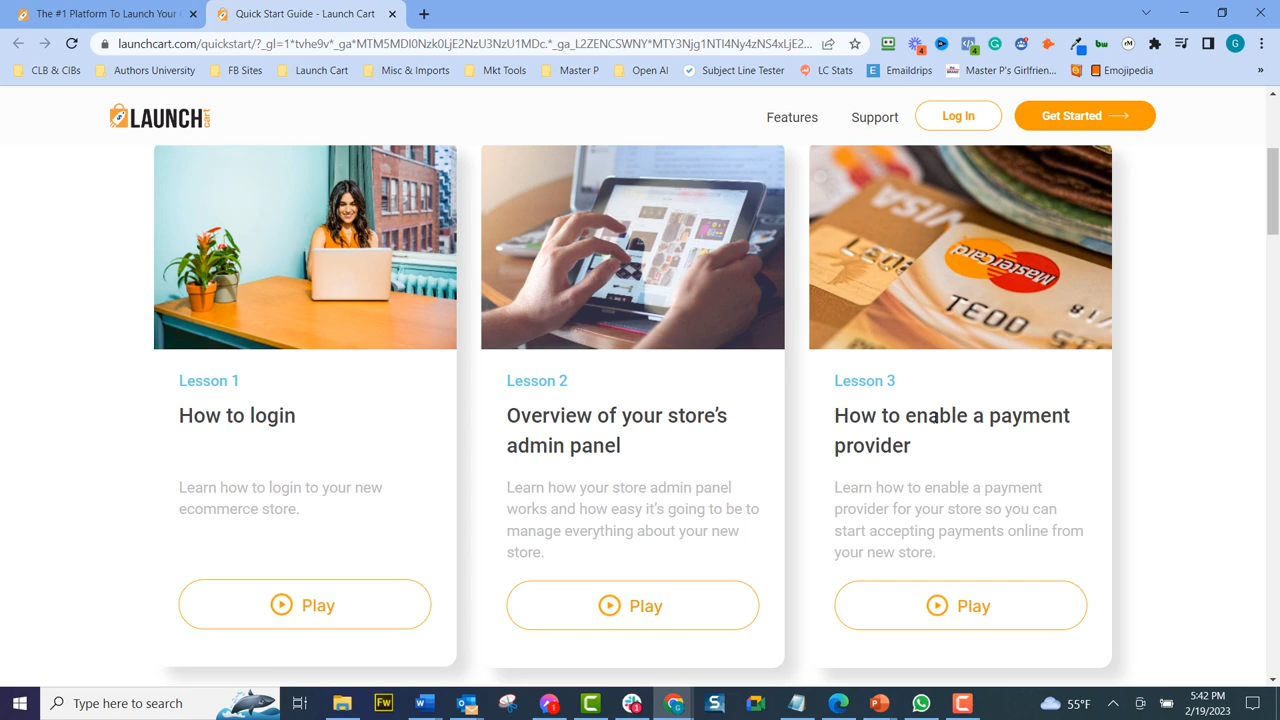 The #1 Platform To Launch Your
Quick Start Guide - Launch Cart
launchcart.com/quickstart/?_gl=1*tvhe9v*_ga*MTM5MDI0Nzk0LjE2NzU3NzU1MDc.*_ga_L2ZENCSWNY*MTY3Njg1NTI4Ny4zNS4xLjE2...
4
4
G
CLB & CIBs
Authors University
FB Sites
Launch Cart
Mkt & Imports
Mkt Tools
Master P
Open AI
Subject Line Tester
LC Stats
Emaildrips
Master P's Girlfrien...
Emojipedia
»
LAUNCH
cart
Features
Support
Log In
Get Started
VISA
MasterCard
Lesson 1
How to login
Learn how to login to your new
ecommerce store.
Play
Lesson 2
Overview of your store's
admin panel
Learn how your store admin panel
works and how easy it's going to be to
manage everything about your new
store.
Play
Lesson 3
How to enable a payment
provider
Learn how to enable a payment
provider for your store so you can
start accepting payments online from
your new store.
Play
Type here to search
Fw
55°F
5:42 PM
2/19/2023